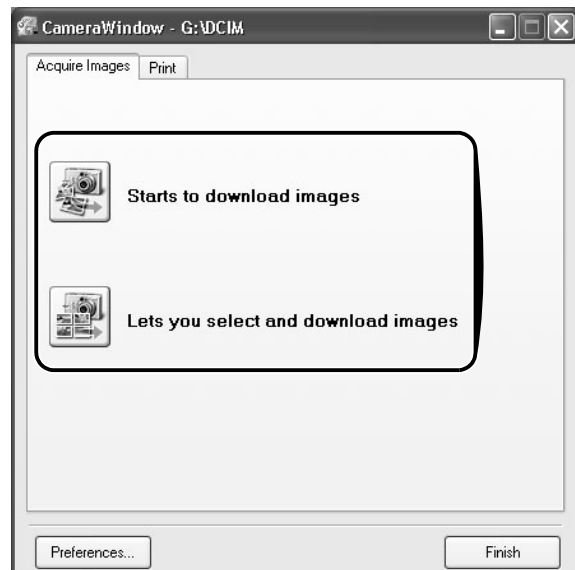 CameraWindow - G:\DCIM
Acquire Images Print
Starts to download images
Lets you select and download images
Preferences... Finish